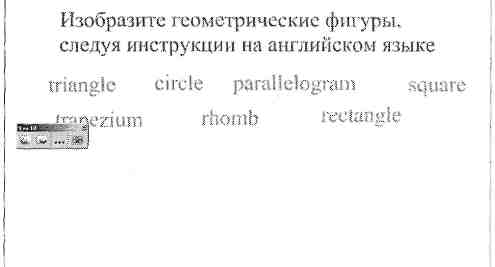 Изобразите геометрические фигуры,
следуя инструкции на английском языке
triangle circle parallelogram square
trapezium rhomb rectangle